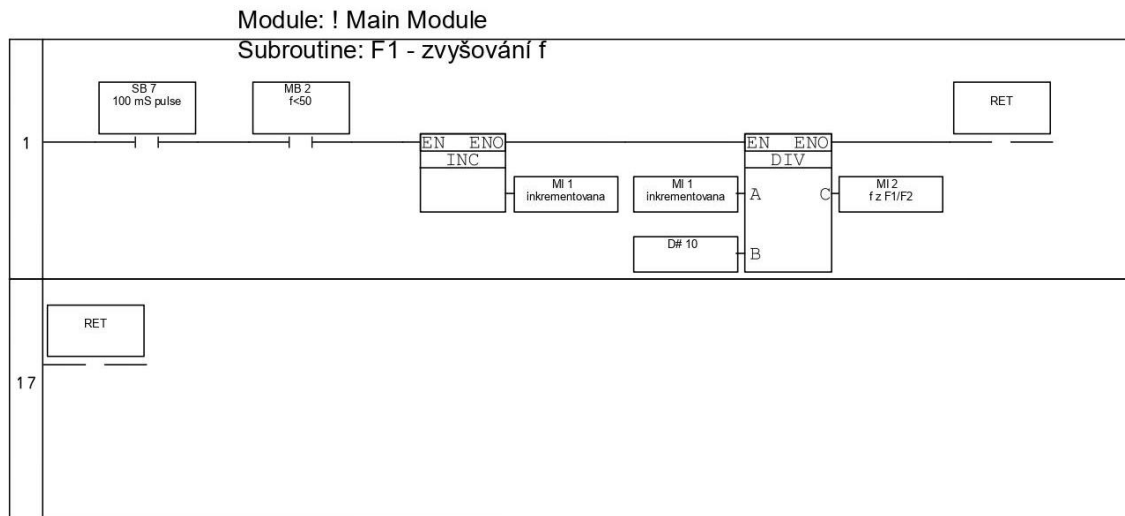 Module: ! Main Module
Subroutine: F1 - zvyšování f
SB 7
100 mS pulse
MB 2
f<50
RET
1
EN ENO
INC
EN ENO
DIV
MI 1
inkrementovana
MI 1
inkrementovana
A
C
MI 2
f z F1/F2
D# 10
B
RET
17